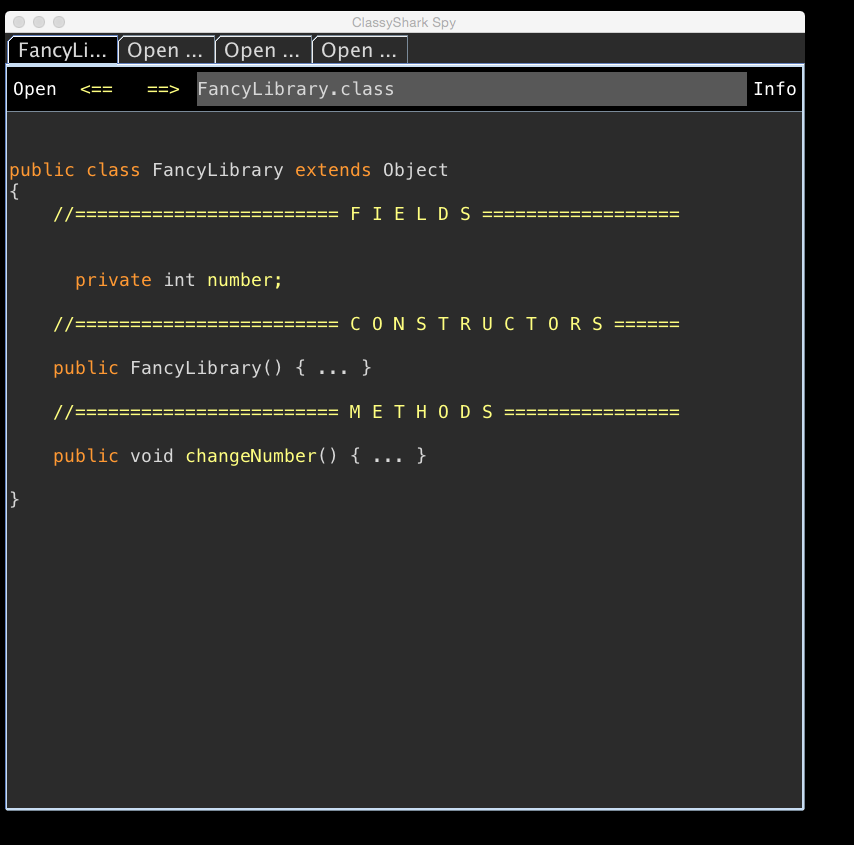 ClassyShark Spy
FancyLi... Open ... Open ... Open ...
Open <== ==> FancyLibrary.class Info
public class FancyLibrary extends Object
{
//======================== F I E L D S ==================
private int number;
//======================== C O N S T R U C T O R S ======
public FancyLibrary() { ... }
//======================== M E T H O D S ================
public void changeNumber() { ... }
}